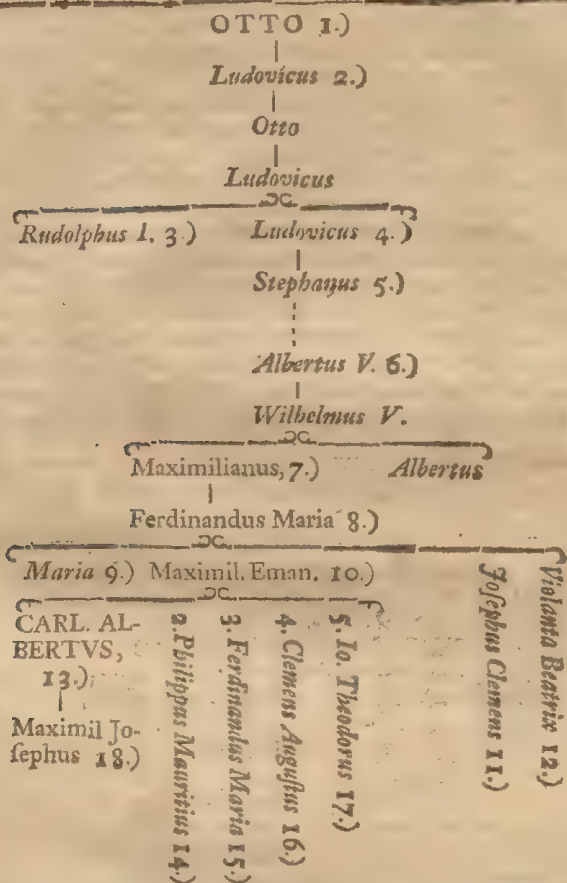 OTTO 1.)
Ludovicus 2.)
Otto
Ludovicus
Rudolphus I. 3.) Ludovicus 4.)
Stephanus 5.)
Albertus V. 6.)
Wilhelmus V.
Maximilianus, 7.) Albertus
Ferdinandus Maria 8.)
Maria 9.) Maximil. Eman. 10.)
Joſephus Clemens 11.)
Violanta Beatrix 12.)
CARL. AL-
BERTVS,
13.)
2. Philippus Mauritius 14.)
3. Ferdinandus Maria 15.)
4. Clemens Auguſtus 16.)
5. Io. Theodorus 17.)
Maximil Jo-
ſephus 18.)